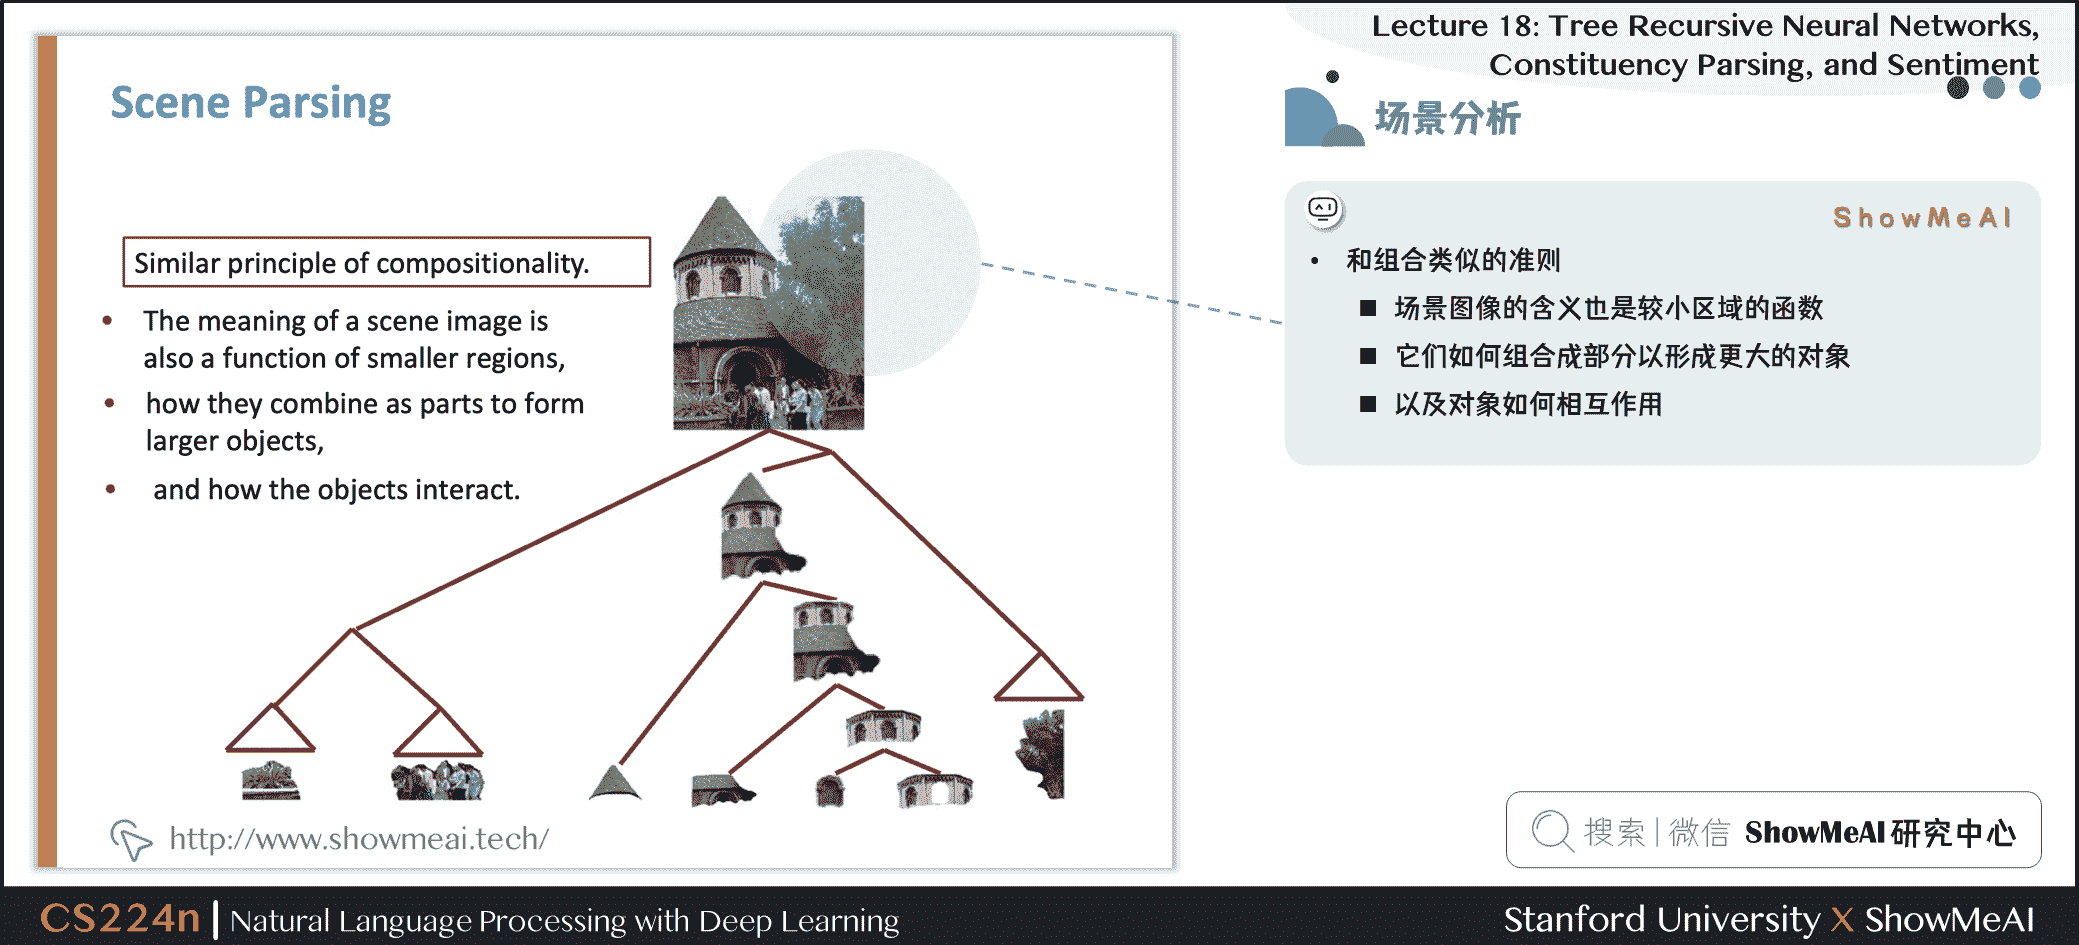 Lecture 18: Tree Recursive Neural Networks,
Constituency Parsing, and Sentiment
Scene Parsing
Similar principle of compositionality.
• The meaning of a scene image is
also a function of smaller regions,
• how they combine as parts to form
larger objects,
• and how the objects interact.
http://www.showmeai.tech/
场景分析
ShowMeAI
• 和组合类似的准则
■ 场景图像的含义也是较小区域的函数
■ 它们如何组合成部分以形成更大的对象
■ 以及对象如何相互作用
搜索|微信 ShowMeAI 研究中心
CS224n | Natural Language Processing with Deep Learning
Stanford University X ShowMeAI